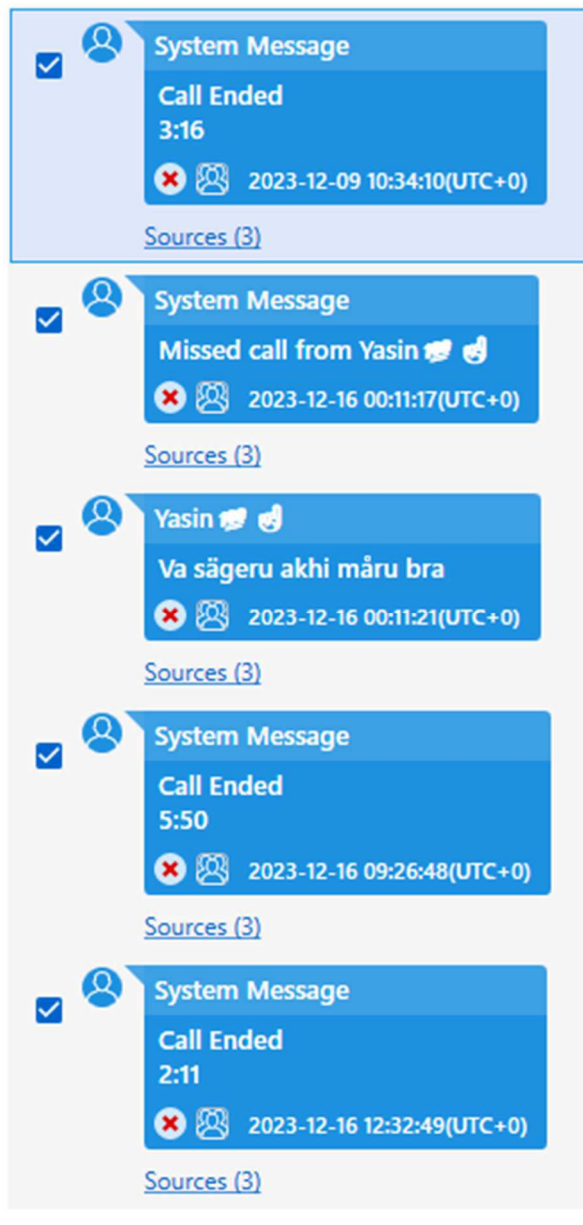 System Message
Call Ended
3:16
2023-12-09 10:34:10(UTC+0)
Sources (3)
System Message
Missed call from Yasin
2023-12-16 00:11:17(UTC+0)
Sources (3)
Yasin
Va sägeru akhi måru bra
2023-12-16 00:11:21(UTC+0)
Sources (3)
System Message
Call Ended
5:50
2023-12-16 09:26:48(UTC+0)
Sources (3)
System Message
Call Ended
2:11
2023-12-16 12:32:49(UTC+0)
Sources (3)